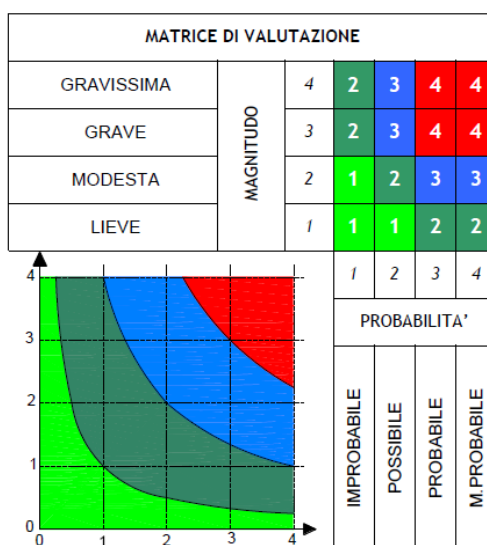 MATRICE DI VALUTAZIONE
GRAVISSIMA 4 2 3 4 4
GRAVE 3 2 3 4 4
MODESTA 2 1 2 3 3
LIEVE 1 1 1 2 2
MAGNITUDO
1 2 3 4
PROBABILITA'
IMPROBABILE
POSSIBILE
PROBABILE
M.PROBABILE
4
3
2
1
0
0 1 2 3 4